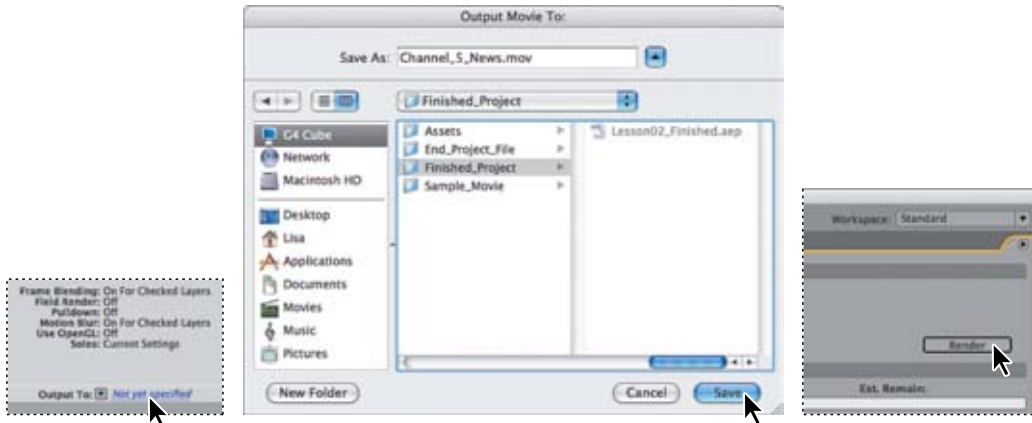 Frame Blending: On For Checked Layers
Field Render: Off
Pulldown: Off
Motion Blur: On For Checked Layers
Use OpenGL: Off
Solos: Current Settings
Output To: Not yet specified
Output Movie To:
Save As: Channel_5_News.mov
Finished_Project
G4 Cube
Network
Macintosh HD
Desktop
Lisa
Applications
Documents
Movies
Music
Pictures
Assets
End_Project_File
Finished_Project
Sample_Movie
Lesson02_Finished.aep
New Folder
Cancel
Save
Workspace: Standard
Render
Est. Remain: